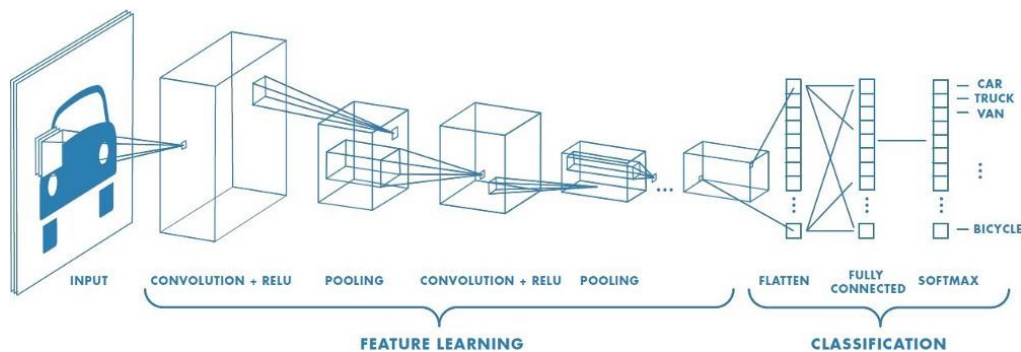 CAR
TRUCK
VAN
BICYCLE
INPUT
CONVOLUTION + RELU
POOLING
CONVOLUTION + RELU
POOLING
FLATTEN
FULLY
CONNECTED
SOFTMAX
FEATURE LEARNING
CLASSIFICATION